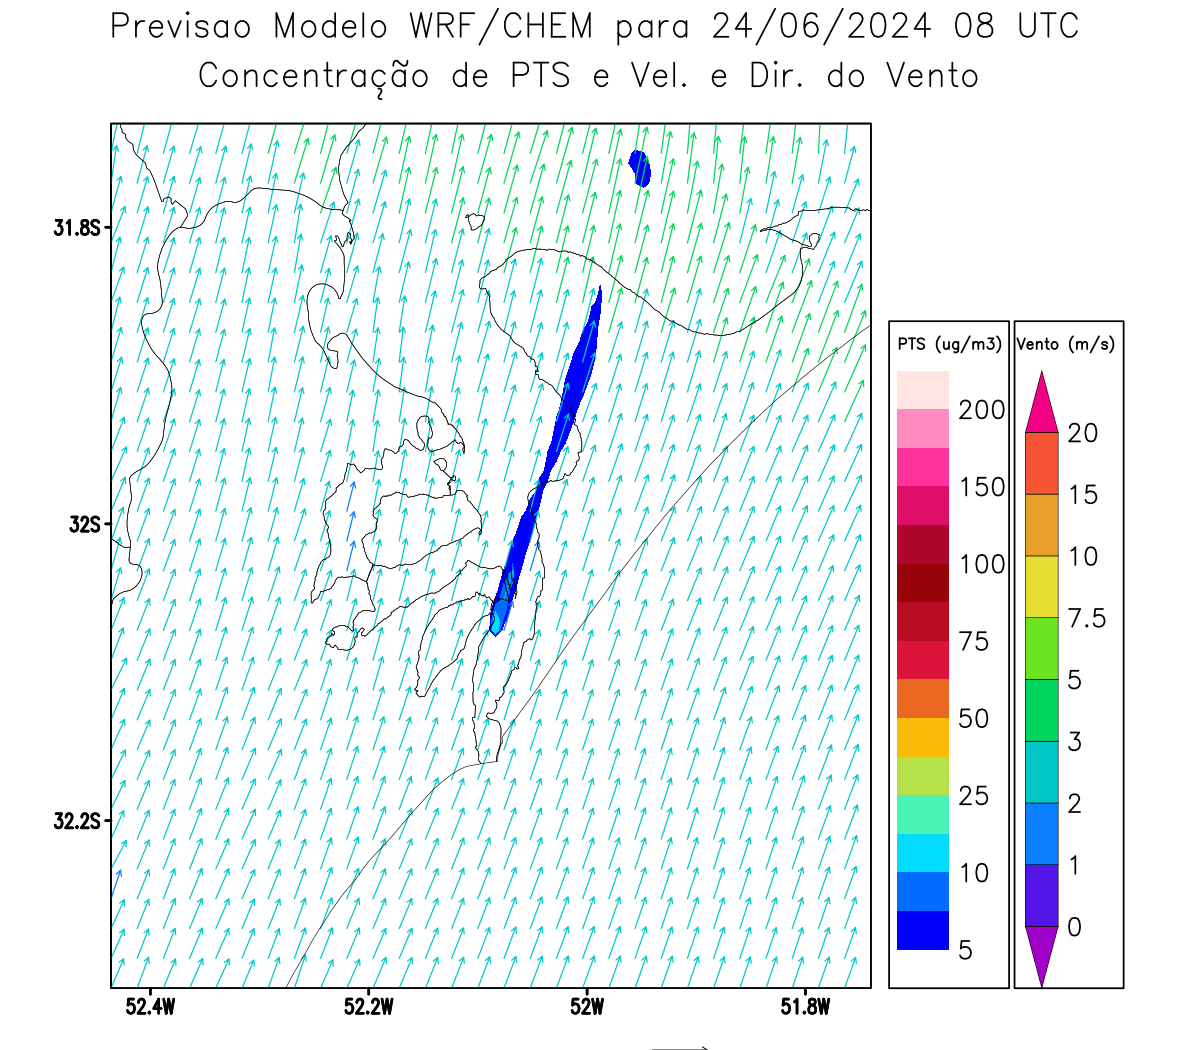 Previsao Modelo WRF/CHEM para 24/06/2024 08 UTC
Concentração de PTS e Vel. e Dir. do Vento
31.8S
32S
32.2S
52.4W
52.2W
52W
51.8W
PTS (ug/m3)
200
150
100
75
50
25
10
5
Vento (m/s)
20
15
10
7.5
5
3
2
1
0